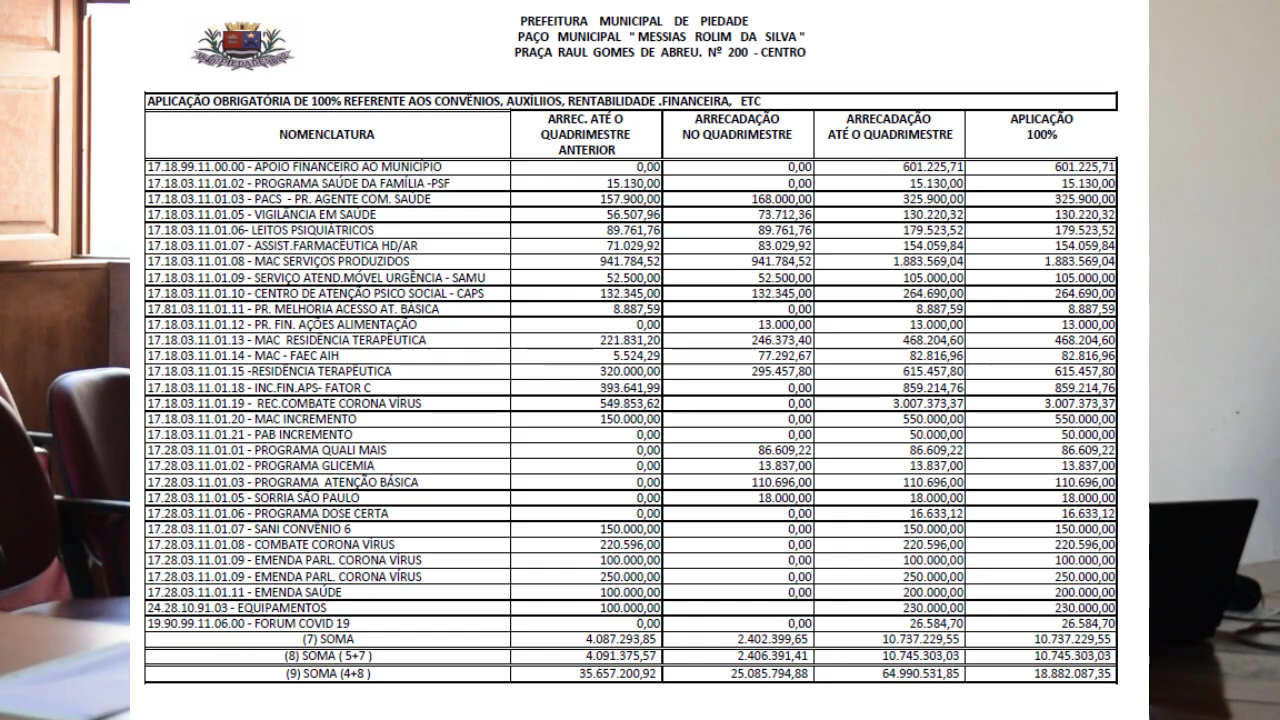 PREFEITURA MUNICIPAL DE PIEDADE
PAÇO MUNICIPAL "MESSIAS ROLIM DA SILVA"
PRAÇA RAUL GOMES DE ABREU. Nº 200 - CENTRO
APLICAÇÃO OBRIGATÓRIA DE 100% REFERENTE AOS CONVÊNIOS, AUXÍLIIOS, RENTABILIDADE .FINANCEIRA, ETC
NOMENCLATURA ARREC. ATÉ O QUADRIMESTRE ANTERIOR ARRECADAÇÃO NO QUADRIMESTRE ARRECADAÇÃO ATÉ O QUADRIMESTRE APLICAÇÃO 100%
17.18.99.11.00.00 - APOIO FINANCEIRO AO MUNICÍPIO 0,00 0,00 601.225,71 601.225,71
17.18.03.11.01.02 - PROGRAMA SAÚDE DA FAMÍLIA -PSF 15.130,00 0,00 15.130,00 15.130,00
17.18.03.11.01.03 - PACS - PR. AGENTE COM. SAÚDE 157.900,00 168.000,00 325.900,00 325.900,00
17.18.03.11.01.05 - VIGILÂNCIA EM SAÚDE 56.507,96 73.712,36 130.220,32 130.220,32
17.18.03.11.01.06- LEITOS PSIQUIÁTRICOS 89.761,76 89.761,76 179.523,52 179.523,52
17.18.03.11.01.07 - ASSIST.FARMACÊUTICA HD/AR 71.029,92 83.029,92 154.059,84 154.059,84
17.18.03.11.01.08 - MAC SERVIÇOS PRODUZIDOS 941.784,52 941.784,52 1.883.569,04 1.883.569,04
17.18.03.11.01.09 - SERVIÇO ATEND.MÓVEL URGÊNCIA - SAMU 52.500,00 52.500,00 105.000,00 105.000,00
17.18.03.11.01.10 - CENTRO DE ATENÇÃO PSICO SOCIAL - CAPS 132.345,00 132.345,00 264.690,00 264.690,00
17.81.03.11.01.11 - PR. MELHORIA ACESSO AT. BÁSICA 8.887,59 0,00 8.887,59 8.887,59
17.18.03.11.01.12 - PR. FIN. AÇÕES ALIMENTAÇÃO 0,00 13.000,00 13.000,00 13.000,00
17.18.03.11.01.13 - MAC RESIDÊNCIA TERAPÊUTICA 221.831,20 246.373,40 468.204,60 468.204,60
17.18.03.11.01.14 - MAC - FAEC AIH 5.524,29 77.292,67 82.816,96 82.816,96
17.18.03.11.01.15 -RESIDÊNCIA TERAPÊUTICA 320.000,00 295.457,80 615.457,80 615.457,80
17.18.03.11.01.18 - INC.FIN.APS- FATOR C 393.641,99 0,00 859.214,76 859.214,76
17.18.03.11.01.19 - REC.COMBATE CORONA VÍRUS 549.853,62 0,00 3.007.373,37 3.007.373,37
17.18.03.11.01.20 - MAC INCREMENTO 150.000,00 0,00 550.000,00 550.000,00
17.18.03.11.01.21 - PAB INCREMENTO 0,00 0,00 50.000,00 50.000,00
17.28.03.11.01.01 - PROGRAMA QUALI MAIS 0,00 86.609,22 86.609,22 86.609,22
17.28.03.11.01.02 - PROGRAMA GLICEMIA 0,00 13.837,00 13.837,00 13.837,00
17.28.03.11.01.03 - PROGRAMA ATENÇÃO BÁSICA 0,00 110.696,00 110.696,00 110.696,00
17.28.03.11.01.05 - SORRIA SÃO PAULO 0,00 18.000,00 18.000,00 18.000,00
17.28.03.11.01.06 - PROGRAMA DOSE CERTA 0,00 0,00 16.633,12 16.633,12
17.28.03.11.01.07 - SANI CONVÊNIO 6 150.000,00 0,00 150.000,00 150.000,00
17.28.03.11.01.08 - COMBATE CORONA VÍRUS 220.596,00 0,00 220.596,00 220.596,00
17.28.03.11.01.09 - EMENDA PARL. CORONA VÍRUS 100.000,00 0,00 100.000,00 100.000,00
17.28.03.11.01.09 - EMENDA PARL. CORONA VÍRUS 250.000,00 0,00 250.000,00 250.000,00
17.28.03.11.01.11 - EMENDA SAÚDE 100.000,00 0,00 200.000,00 200.000,00
24.28.10.91.03 - EQUIPAMENTOS 100.000,00 230.000,00 230.000,00
19.90.99.11.06.00 - FORUM COVID 19 0,00 0,00 26.584,70 26.584,70
(7) SOMA 4.087.293,85 2.402.399,65 10.737.229,55 10.737.229,55
(8) SOMA ( 5+7 ) 4.091.375,57 2.406.391,41 10.745.303,03 10.745.303,03
(9) SOMA (4+8 ) 35.657.200,92 25.085.794,88 64.990.531,85 18.882.087,35